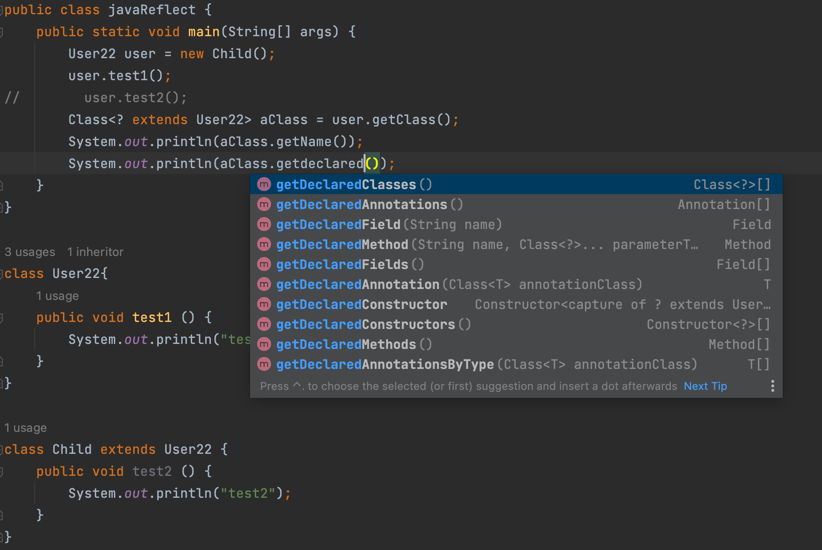 public class javaReflect {
public static void main(String[] args) {
User22 user = new Child();
user.test1();
// user.test2();
Class<? extends User22> aClass = user.getClass();
System.out.println(aClass.getName());
System.out.println(aClass.getdeclared());
getDeclaredClasses() Class<?>[]
}
getDeclaredAnnotations() Annotation[]
}
getDeclaredField(String name) Field
getDeclaredMethod(String name, Class<?>... parameterT… Method
3 usages 1 inheritor
getDeclaredFields() Field[]
class User22{
getDeclaredAnnotation(Class<T> annotationClass) T
1 usage
getDeclaredConstructor Constructor<capture of ? extends User…
public void test1 () {
getDeclaredConstructors() Constructor<?>[]
System.out.println("tes
getDeclaredMethods() Method[]
}
getDeclaredAnnotationsByType(Class<T> annotationClass) T[]
}
Press ^. to choose the selected (or first) suggestion and insert a dot afterwards Next Tip
1 usage
class Child extends User22 {
public void test2 () {
System.out.println("test2");
}
}